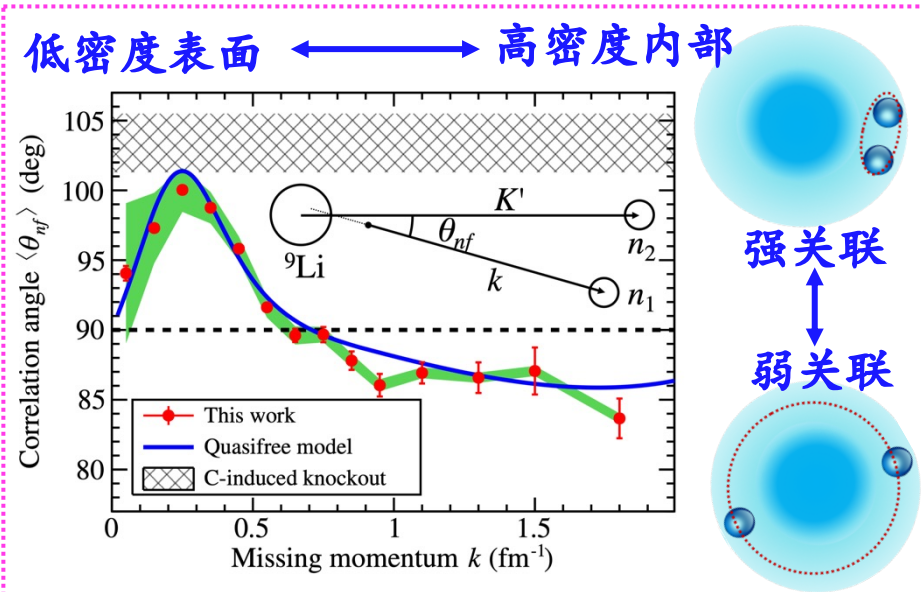 低密度表面
高密度内部
Correlation angle ⟨θnf⟩ (deg)
105
100
95
90
85
80
0
0.5
1
1.5
Missing momentum k (fm-1)
K'
θnf
k
9Li
n2
n1
This work
Quasifree model
C-induced knockout
强关联
弱关联